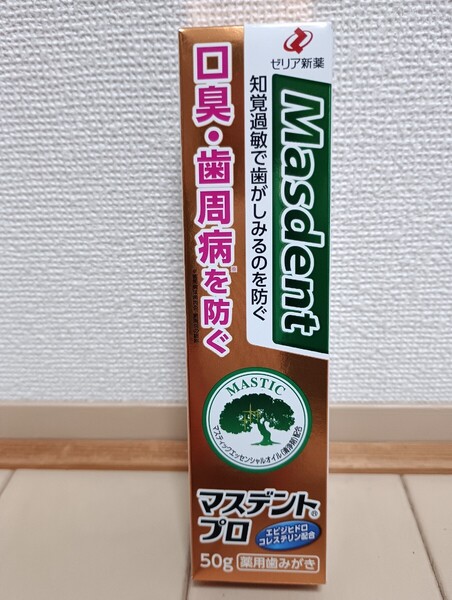 ゼリア新薬
Masdent
知覚過敏で歯がしみるのを防ぐ
口臭・歯周病を防ぐ
MASTIC
マスティックエッセンシャルオイル(清浄剤)配合
マスデント®
プロ
エピジヒドロ
コレステリン配合
50g 薬用歯みがき